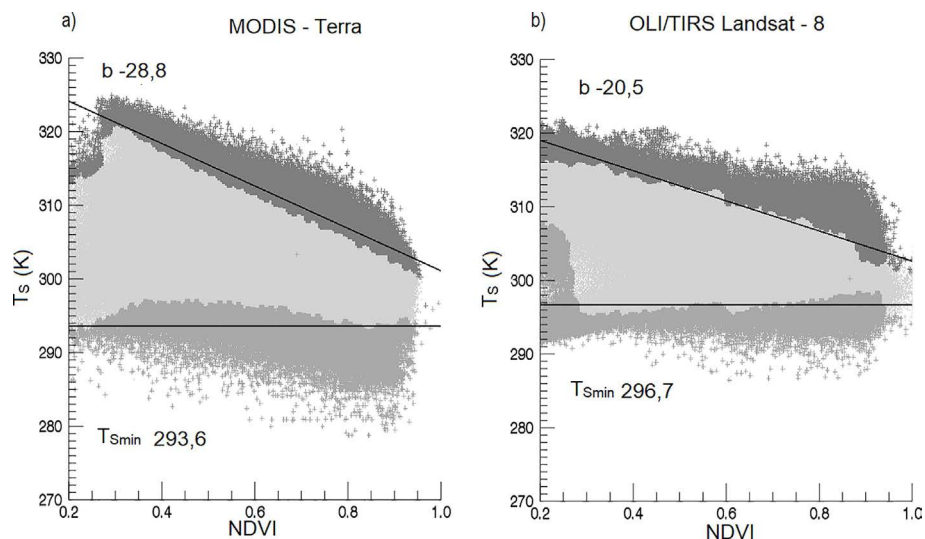 a)
MODIS - Terra
b -28,8
330
320
310
300
290
280
270
Ts (K)
TSmin 293,6
0.2
0.4
0.6
0.8
1.0
NDVI
b)
OLI/TIRS Landsat - 8
b -20,5
330
320
310
300
290
280
270
Ts (K)
TSmin 296,7
0.2
0.4
0.6
0.8
1.0
NDVI